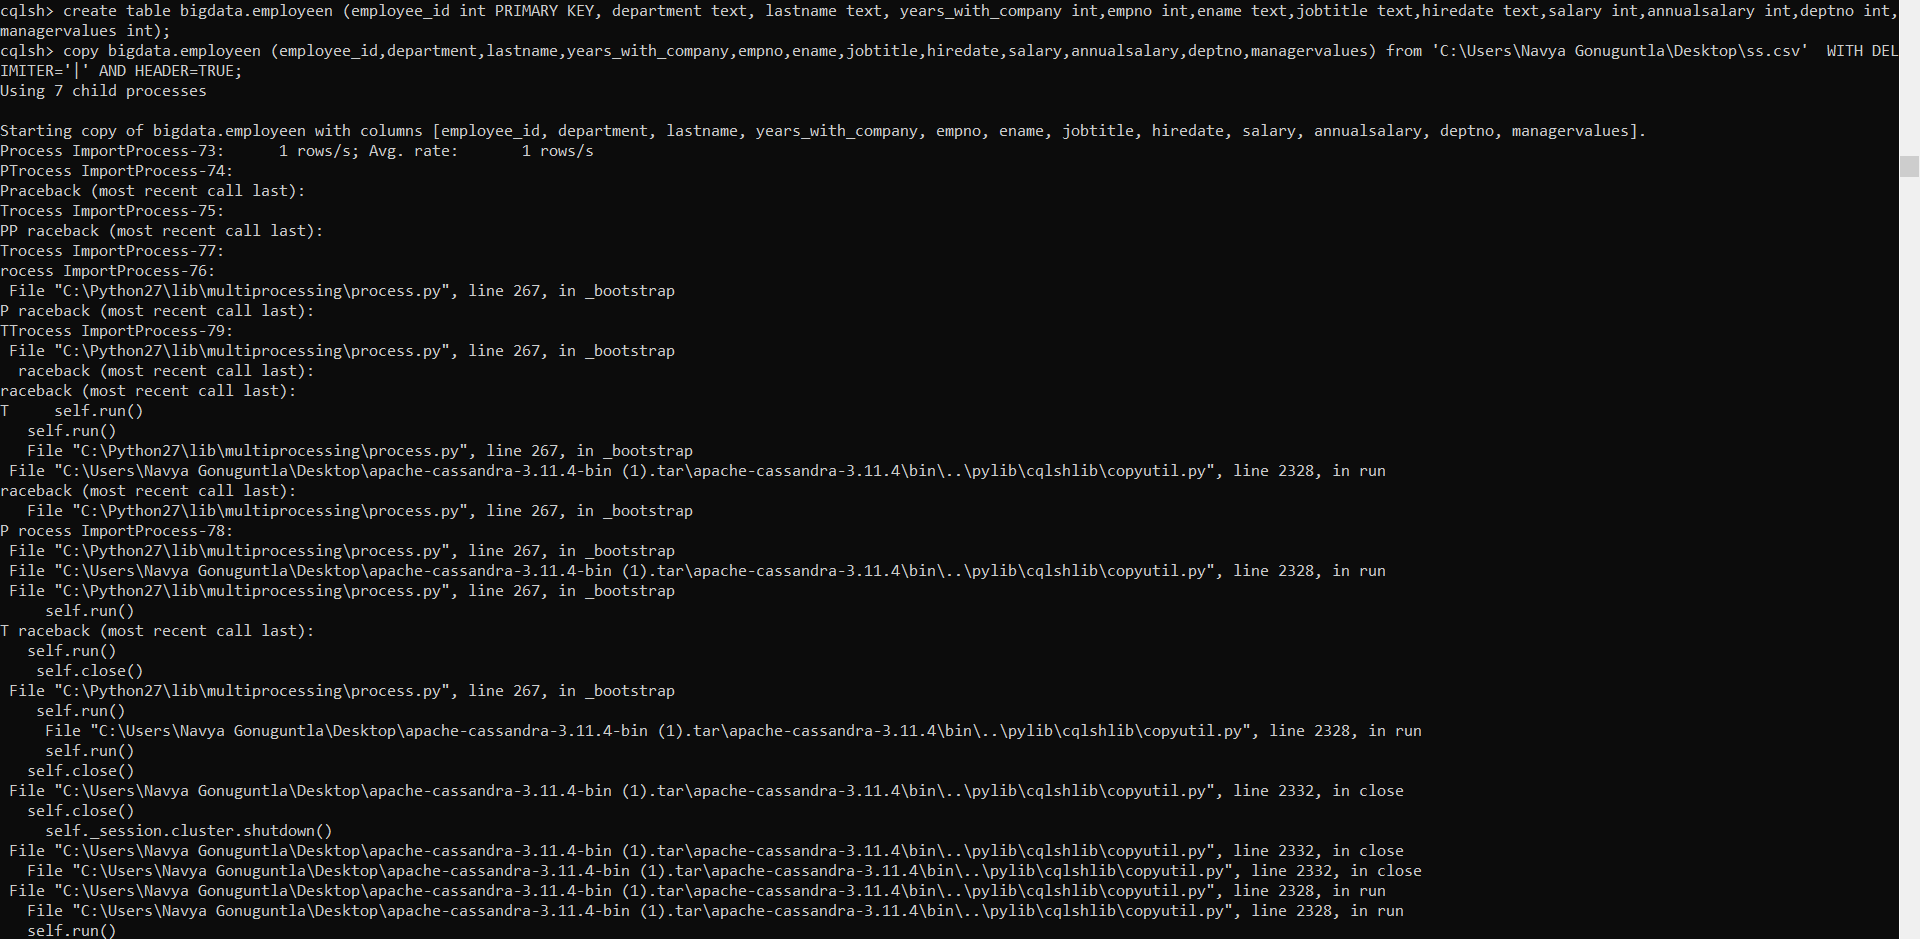 cqlsh> create table bigdata.employeen (employee_id int PRIMARY KEY, department text, lastname text, years_with_company int,empno int,ename text,jobtitle text,hiredate text,salary int,annualsalary int,deptno int,
managervalues int);
cqlsh> copy bigdata.employeen (employee_id,department,lastname,years_with_company,empno,ename,jobtitle,hiredate,salary,annualsalary,deptno,managervalues) from 'C:\Users\Navya Gonuguntla\Desktop\ss.csv'  WITH DEL
IMITER='|' AND HEADER=TRUE;
Using 7 child processes

Starting copy of bigdata.employeen with columns [employee_id, department, lastname, years_with_company, empno, ename, jobtitle, hiredate, salary, annualsalary, deptno, managervalues].
Process ImportProcess-73:      1 rows/s; Avg. rate:       1 rows/s
PTrocess ImportProcess-74:
Praceback (most recent call last):
Trocess ImportProcess-75:
PP raceback (most recent call last):
Trocess ImportProcess-77:
rocess ImportProcess-76:
 File "C:\Python27\lib\multiprocessing\process.py", line 267, in _bootstrap
P raceback (most recent call last):
TTrocess ImportProcess-79:
 File "C:\Python27\lib\multiprocessing\process.py", line 267, in _bootstrap
  raceback (most recent call last):
raceback (most recent call last):
T     self.run()
   self.run()
   File "C:\Python27\lib\multiprocessing\process.py", line 267, in _bootstrap
 File "C:\Users\Navya Gonuguntla\Desktop\apache-cassandra-3.11.4-bin (1).tar\apache-cassandra-3.11.4\bin\..\pylib\cqlshlib\copyutil.py", line 2328, in run
raceback (most recent call last):
   File "C:\Python27\lib\multiprocessing\process.py", line 267, in _bootstrap
P rocess ImportProcess-78:
 File "C:\Python27\lib\multiprocessing\process.py", line 267, in _bootstrap
 File "C:\Users\Navya Gonuguntla\Desktop\apache-cassandra-3.11.4-bin (1).tar\apache-cassandra-3.11.4\bin\..\pylib\cqlshlib\copyutil.py", line 2328, in run
 File "C:\Python27\lib\multiprocessing\process.py", line 267, in _bootstrap
     self.run()
T raceback (most recent call last):
   self.run()
    self.close()
 File "C:\Python27\lib\multiprocessing\process.py", line 267, in _bootstrap
    self.run()
     File "C:\Users\Navya Gonuguntla\Desktop\apache-cassandra-3.11.4-bin (1).tar\apache-cassandra-3.11.4\bin\..\pylib\cqlshlib\copyutil.py", line 2328, in run
     self.run()
   self.close()
 File "C:\Users\Navya Gonuguntla\Desktop\apache-cassandra-3.11.4-bin (1).tar\apache-cassandra-3.11.4\bin\..\pylib\cqlshlib\copyutil.py", line 2332, in close
   self.close()
     self._session.cluster.shutdown()
 File "C:\Users\Navya Gonuguntla\Desktop\apache-cassandra-3.11.4-bin (1).tar\apache-cassandra-3.11.4\bin\..\pylib\cqlshlib\copyutil.py", line 2332, in close
   File "C:\Users\Navya Gonuguntla\Desktop\apache-cassandra-3.11.4-bin (1).tar\apache-cassandra-3.11.4\bin\..\pylib\cqlshlib\copyutil.py", line 2332, in close
 File "C:\Users\Navya Gonuguntla\Desktop\apache-cassandra-3.11.4-bin (1).tar\apache-cassandra-3.11.4\bin\..\pylib\cqlshlib\copyutil.py", line 2328, in run
   File "C:\Users\Navya Gonuguntla\Desktop\apache-cassandra-3.11.4-bin (1).tar\apache-cassandra-3.11.4\bin\..\pylib\cqlshlib\copyutil.py", line 2328, in run
   self.run()